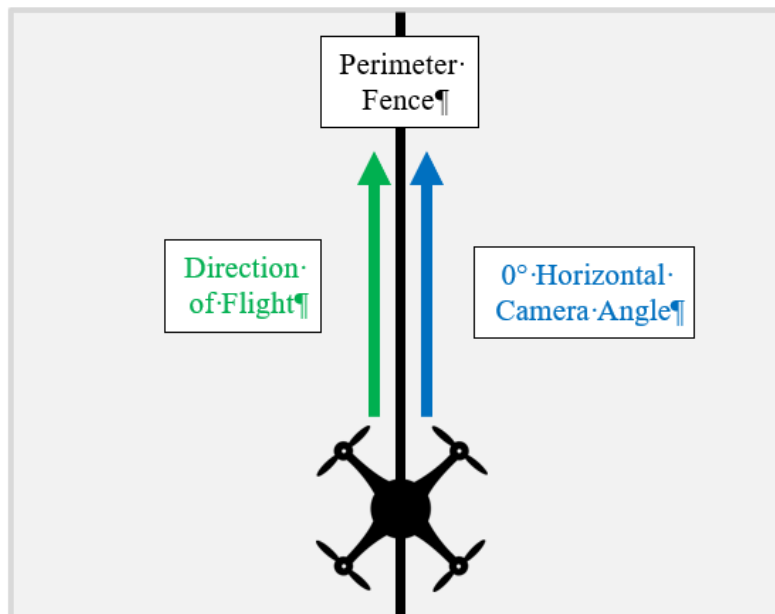 Perimeter·
Fence¶
Direction·
of·Flight¶
0°·Horizontal·
Camera·Angle¶